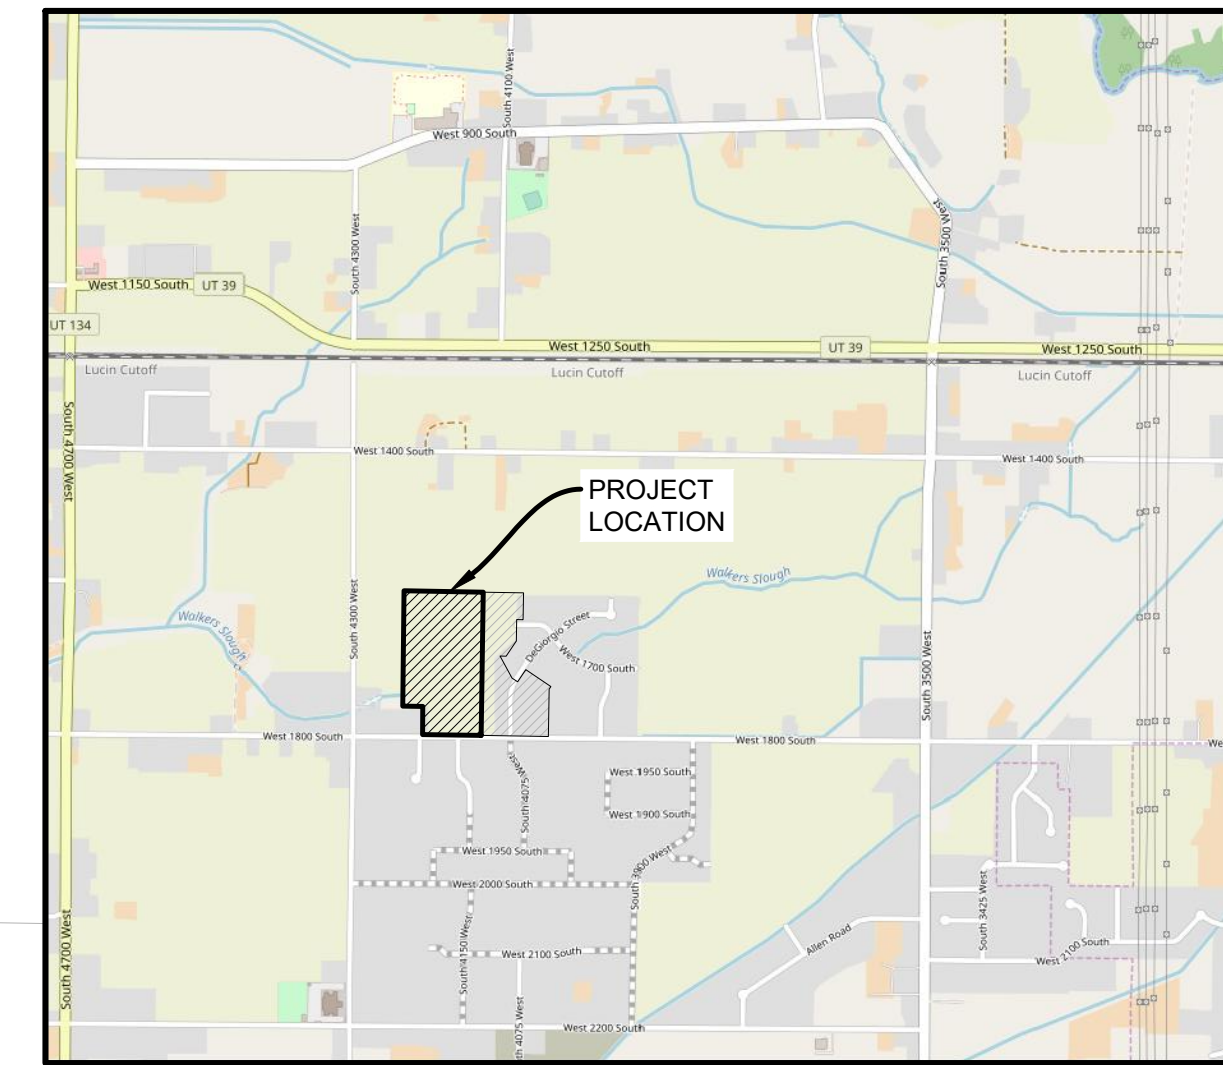 South 4100 West
West 900 South
South 4300 West
South 3500 West
West 1150 South
UT 39
UT 134
West 1250 South
UT 39
West 1250 South
Lucin Cutoff
Lucin Cutoff
Lucin Cutoff
South 4700 West
West 1400 South
West 1400 South
PROJECT
LOCATION
Walkers Slough
South 4300 West
Walkers Slough
DeGiorgio Street
West 1700 South
South 3500 West
West 1800 South
West 1800 South
We
South 4075 West
West 1950 South
West 1900 South
West 1950 South
South 3900 West
West 2000 South
South 4150 West
South 3425 West
South 4700 West
West 2100 South
Allen Road
West 2100 South
th 4075 West
West 2200 South